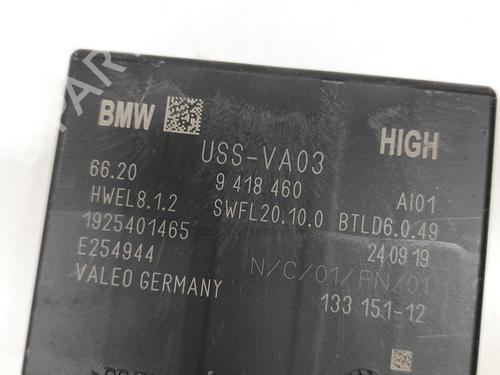 BMW HIGH
USS-VA03
66.20 9 418 460 AI01
HWEL8.1.2 SWFL20.10.0 BTLD6.0.49
1925401465 240919
E254944 N/C/01/PN/01
VALEO GERMANY 133 151-12